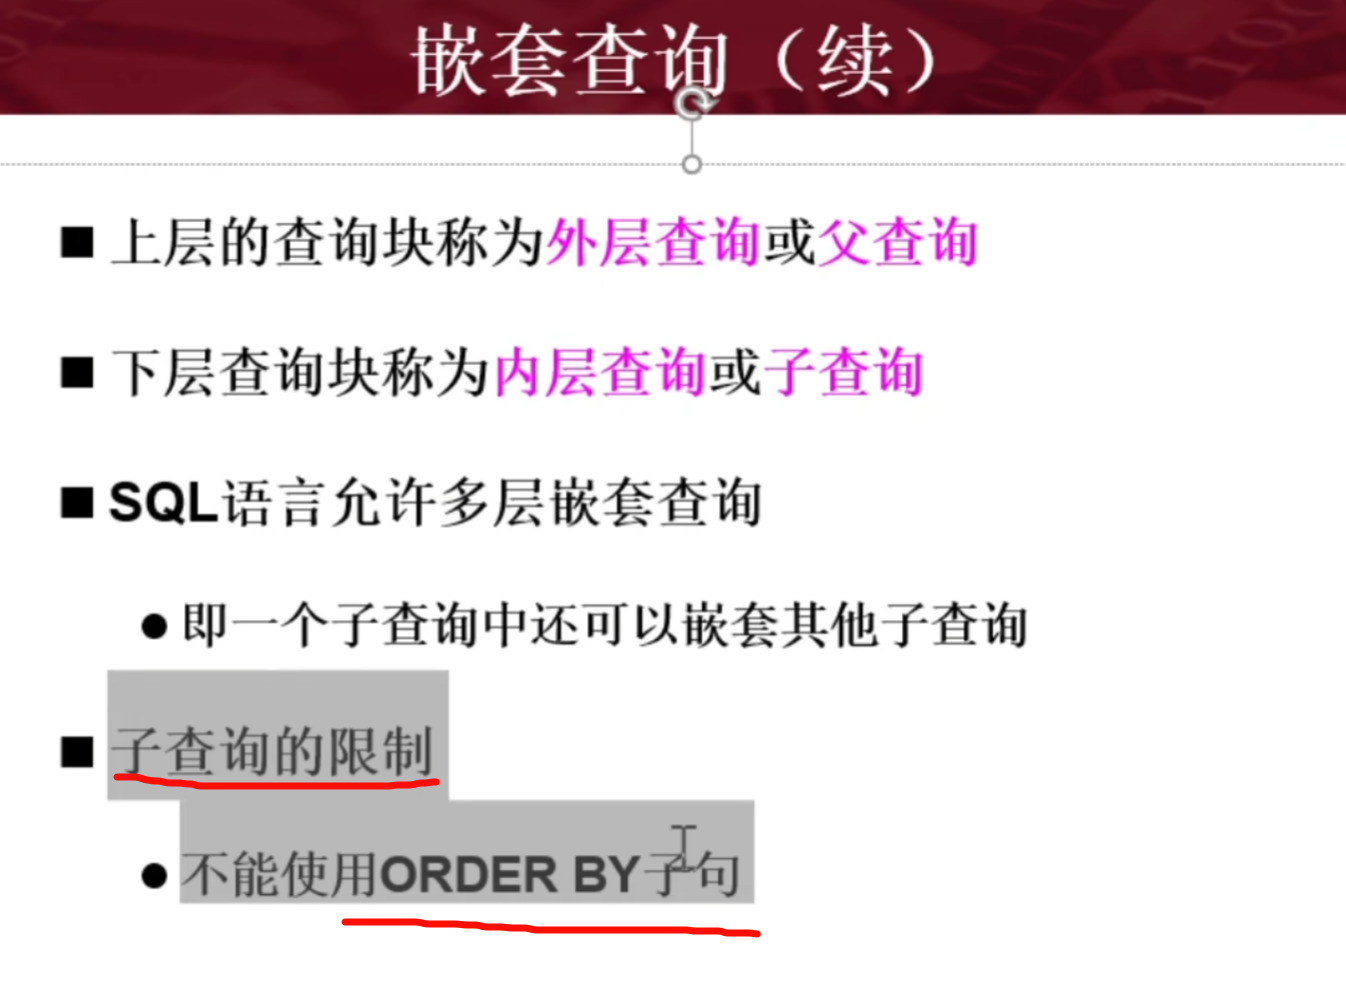 嵌套查询（续）
■ 上层的查询块称为外层查询或父查询
■ 下层查询块称为内层查询或子查询
■ SQL语言允许多层嵌套查询
● 即一个子查询中还可以嵌套其他子查询
■ 子查询的限制
● 不能使用ORDER BY子句